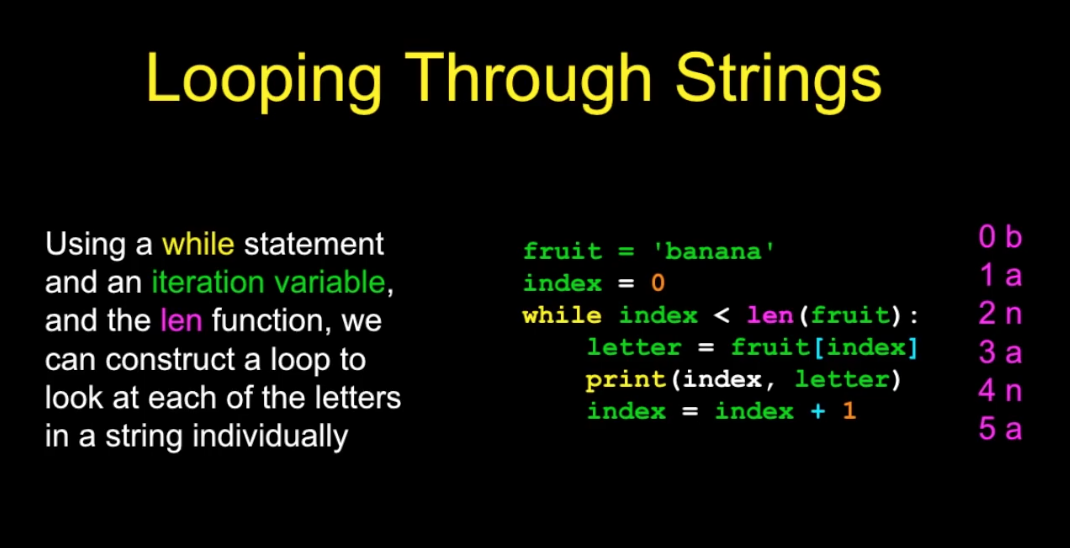 Looping Through Strings
Using a while statement
and an iteration variable,
and the len function, we
can construct a loop to
look at each of the letters
in a string individually
fruit = 'banana'
index = 0
while index < len(fruit):
    letter = fruit[index]
    print(index, letter)
    index = index + 1
0 b
1 a
2 n
3 a
4 n
5 a